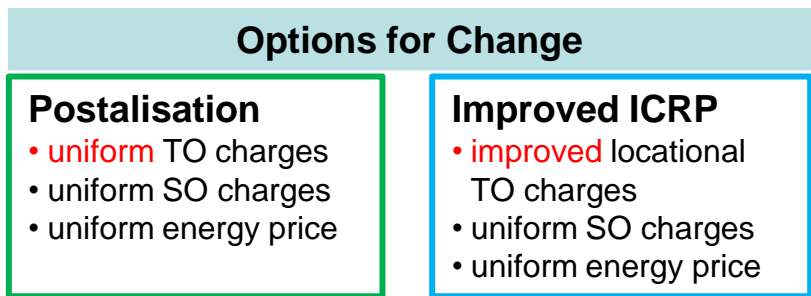 Options for Change
Postalisation
• uniform TO charges
• uniform SO charges
• uniform energy price
Improved ICRP
• improved locational
TO charges
• uniform SO charges
• uniform energy price